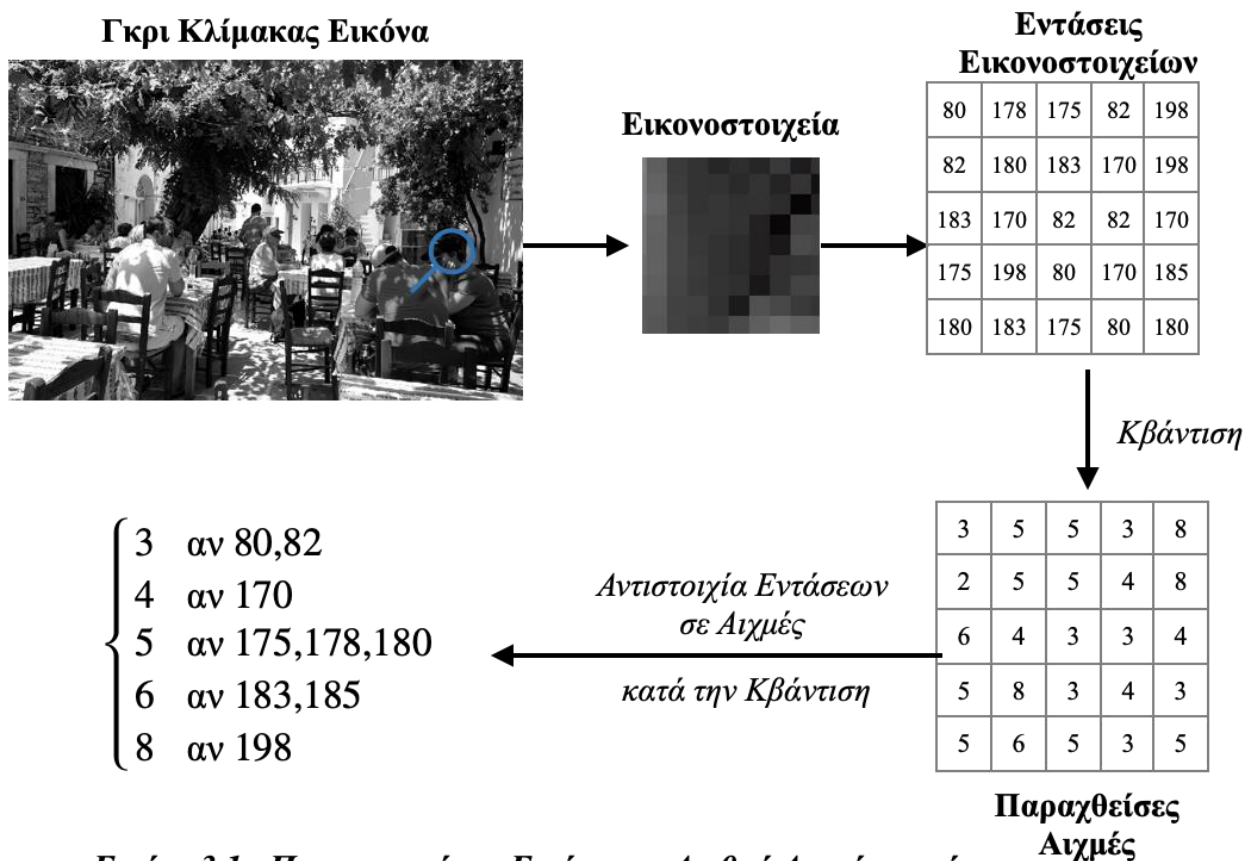 Γκρι Κλίμακας Εικόνα
Εικονοστοιχεία
Εντάσεις
Εικονοστοιχείων
80 178 175 82 198
82 180 183 170 198
183 170 82 82 170
175 198 80 170 185
180 183 175 80 180
Κβάντιση
3 5 5 3 8
2 5 5 4 8
6 4 3 3 4
5 8 3 4 3
5 6 5 3 5
Παραχθείσες
Αιχμές
Αντιστοιχία Εντάσεων
σε Αιχμές
κατά την Κβάντιση
3 αν 80,82
4 αν 170
5 αν 175,178,180
6 αν 183,185
8 αν 198